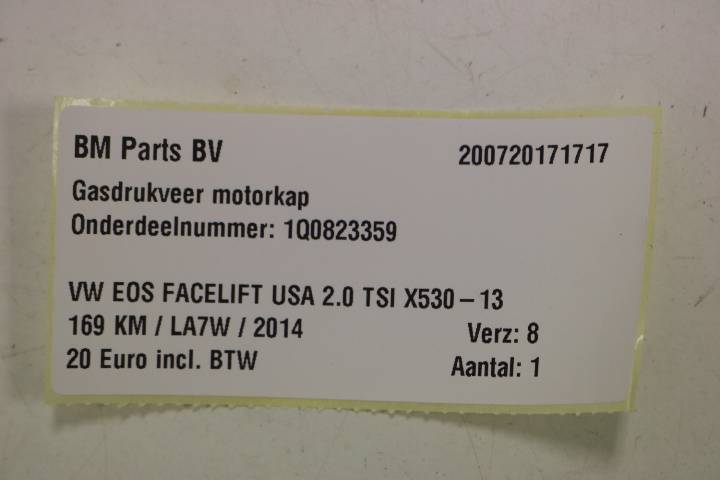 BM Parts BV 200720171717
Gasdrukveer motorkap
Onderdeelnummer: 1Q0823359
VW EOS FACELIFT USA 2.0 TSI X530 – 13
169 KM / LA7W / 2014 Verz: 8
20 Euro incl. BTW Aantal: 1